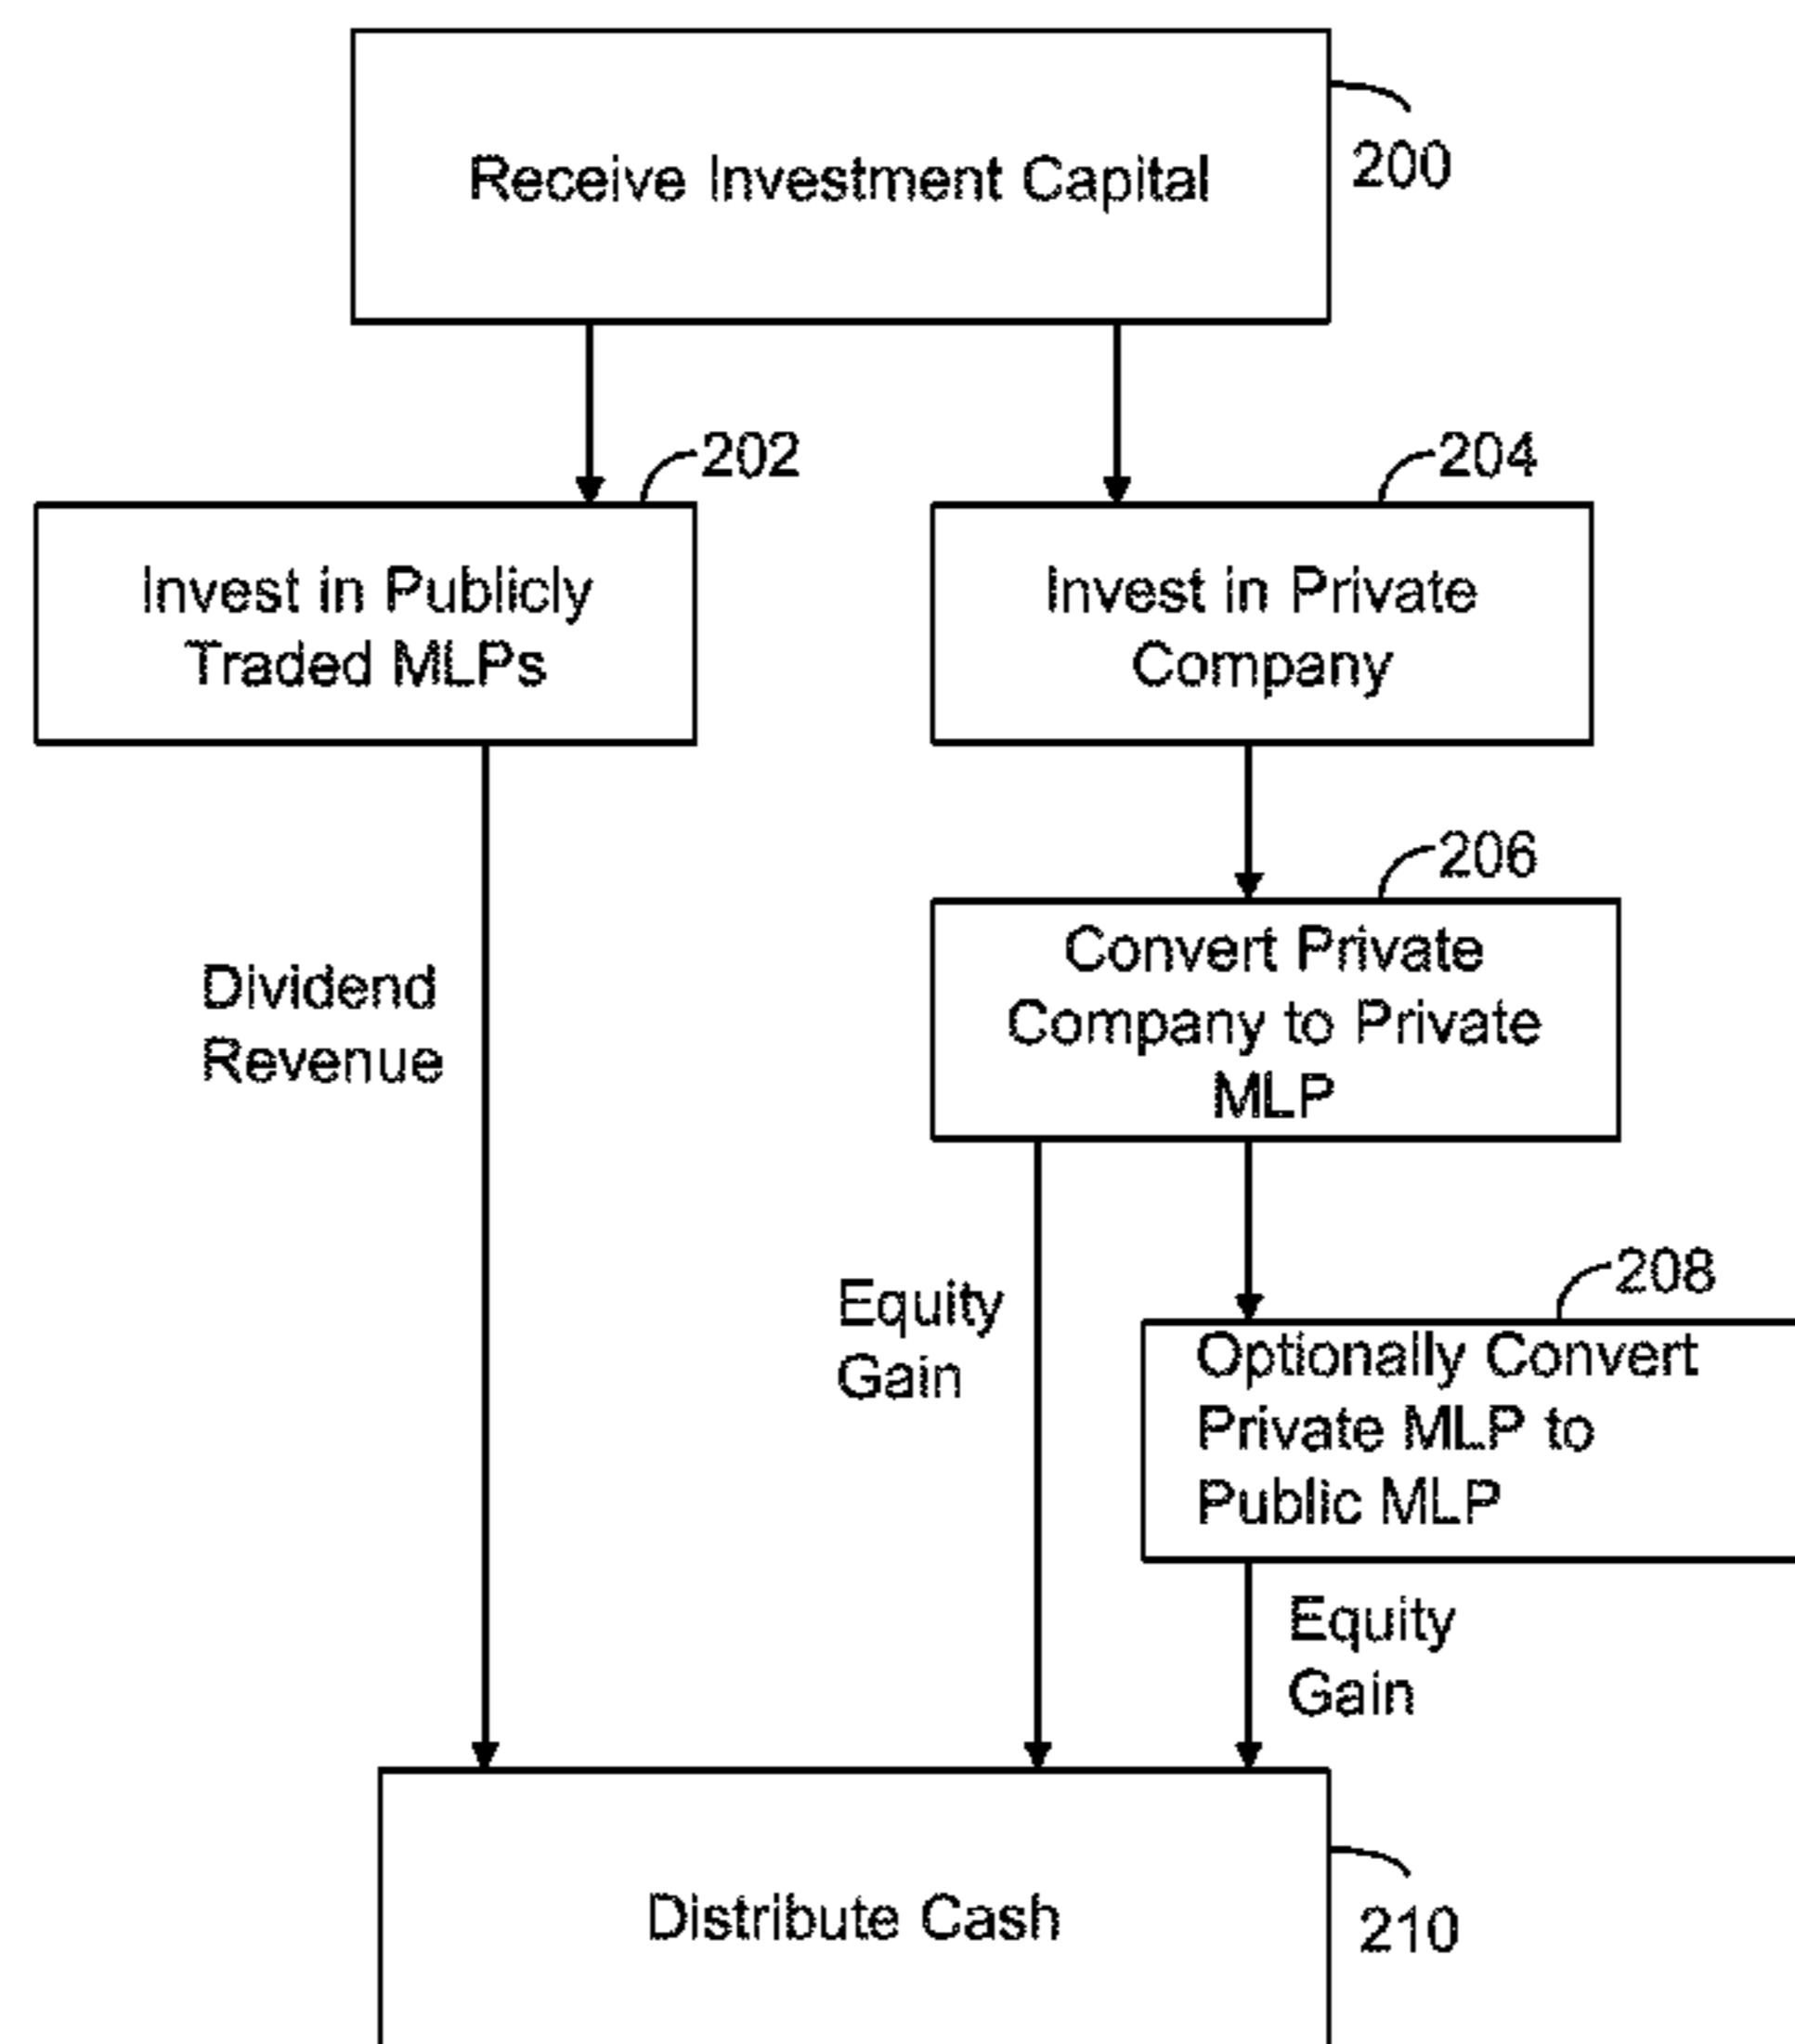 Receive Investment Capital
200
202
204
Invest in Publicly
Traded MLPs
Invest in Private
Company
206
Convert Private
Company to Private
MLP
Dividend
Revenue
208
Equity
Gain
Optionally Convert
Private MLP to
Public MLP
Equity
Gain
Distribute Cash
210